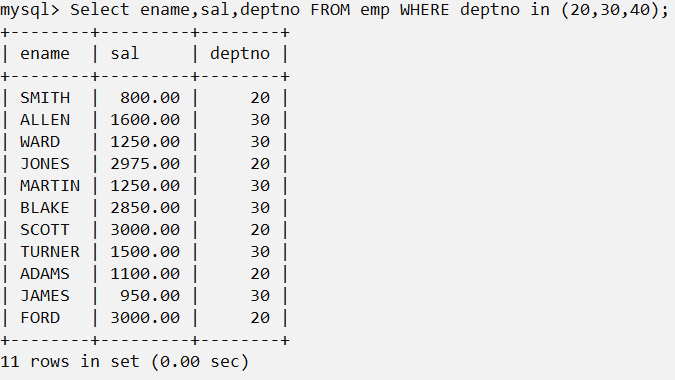 mysql> Select ename,sal,deptno FROM emp WHERE deptno in (20,30,40);
+--------+---------+--------+
| ename  | sal     | deptno |
+--------+---------+--------+
| SMITH  |  800.00 |     20 |
| ALLEN  | 1600.00 |     30 |
| WARD   | 1250.00 |     30 |
| JONES  | 2975.00 |     20 |
| MARTIN | 1250.00 |     30 |
| BLAKE  | 2850.00 |     30 |
| SCOTT  | 3000.00 |     20 |
| TURNER | 1500.00 |     30 |
| ADAMS  | 1100.00 |     20 |
| JAMES  |  950.00 |     30 |
| FORD   | 3000.00 |     20 |
+--------+---------+--------+
11 rows in set (0.00 sec)